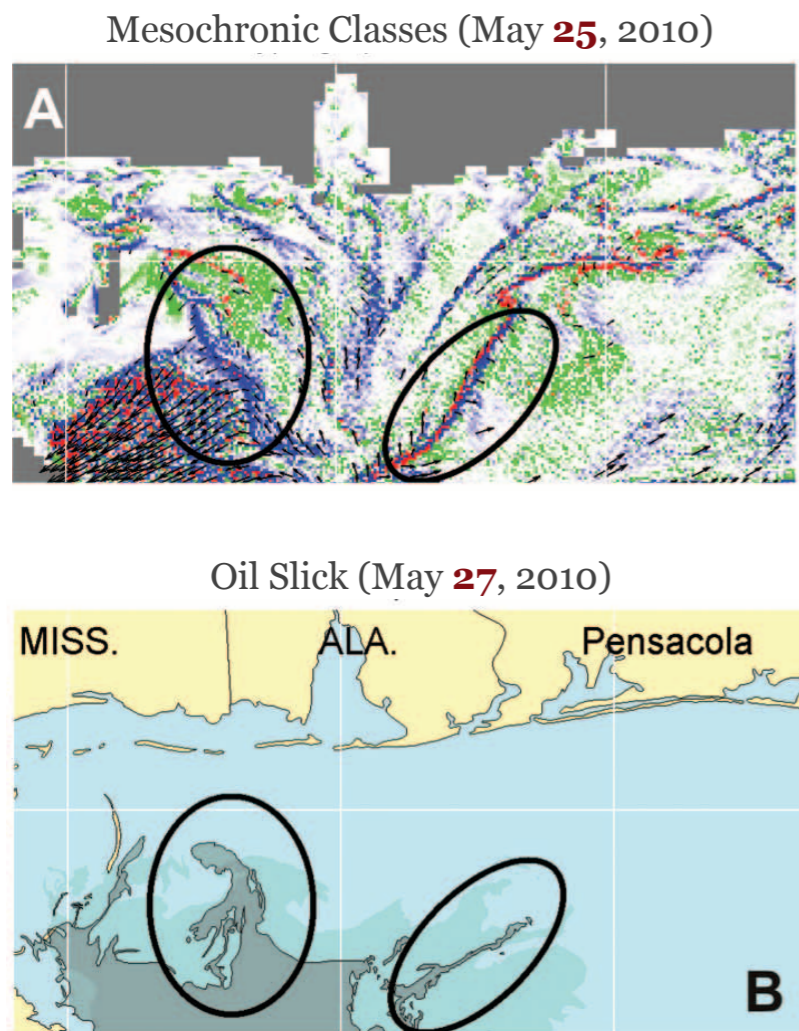 Mesochronic Classes (May 25, 2010)
A
Oil Slick (May 27, 2010)
MISS. ALA. Pensacola
B